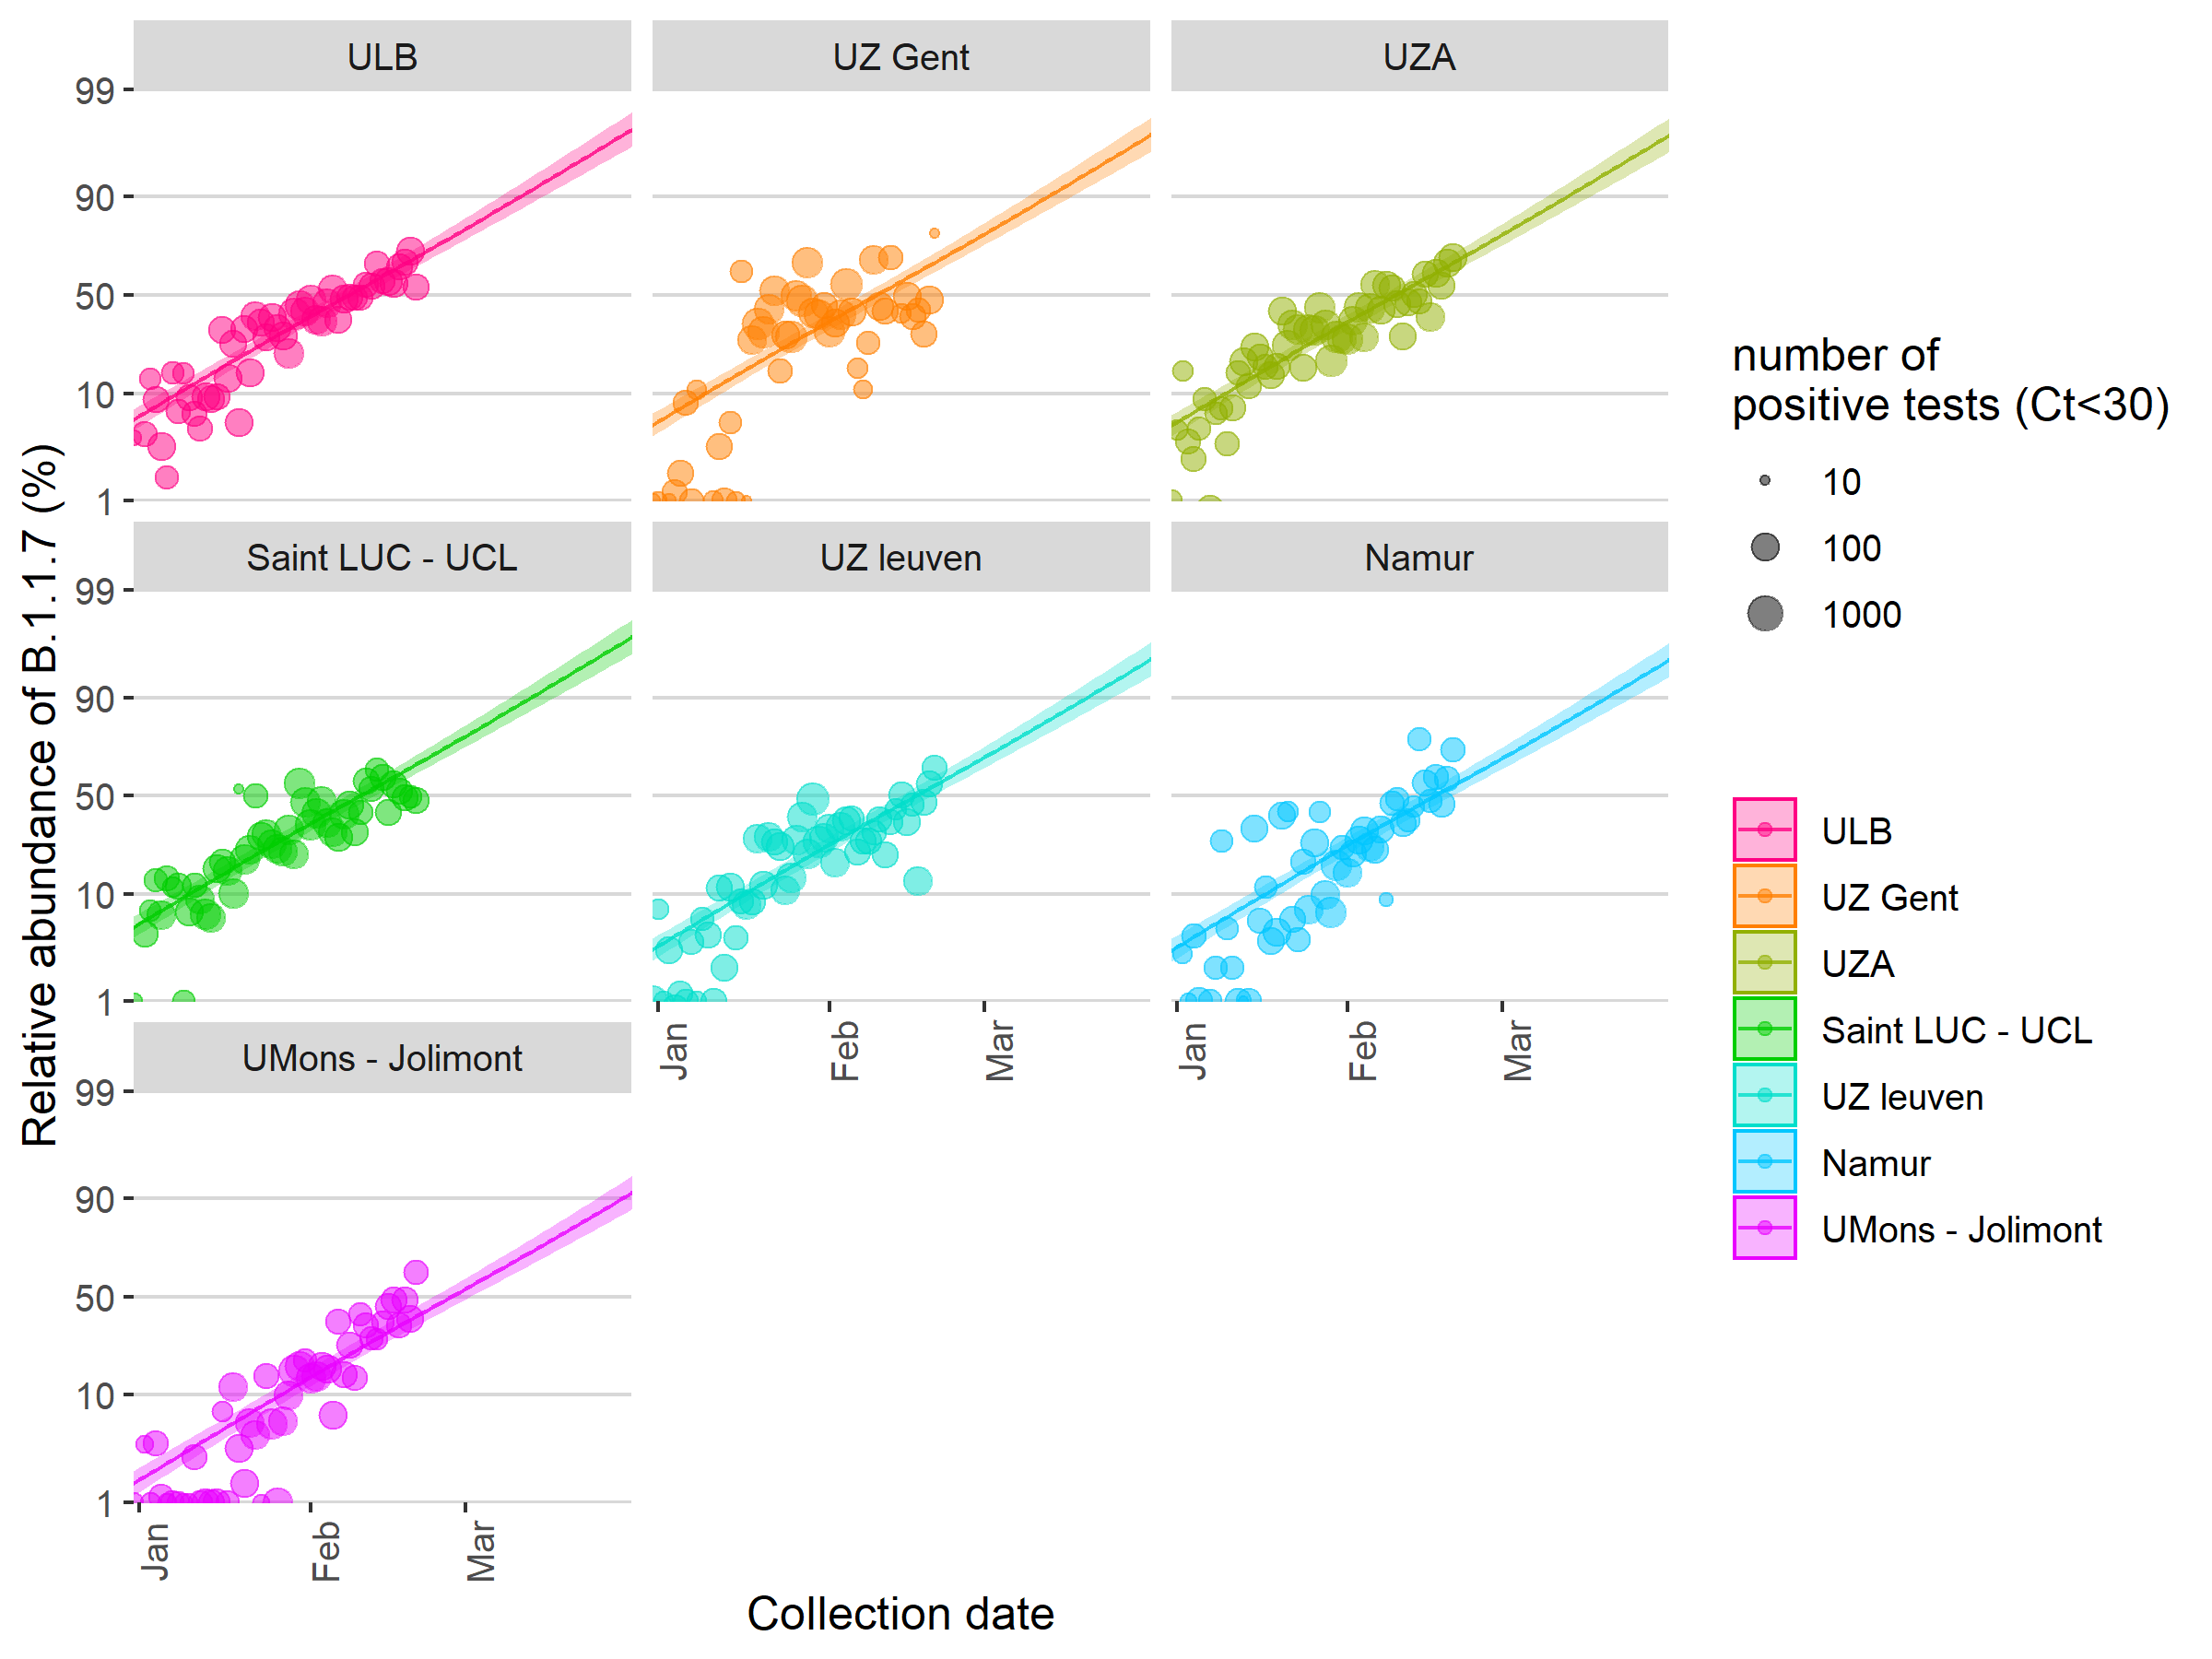 ULB
UZ Gent
UZA
99
90
50
10
1
Saint LUC - UCL
UZ leuven
Namur
99
90
50
10
1
Jan
Feb
Mar
Jan
Feb
Mar
UMons - Jolimont
99
90
50
10
1
Jan
Feb
Mar
Relative abundance of B.1.1.7 (%)
Collection date
number of
positive tests (Ct<30)
10
100
1000
ULB
UZ Gent
UZA
Saint LUC - UCL
UZ leuven
Namur
UMons - Jolimont